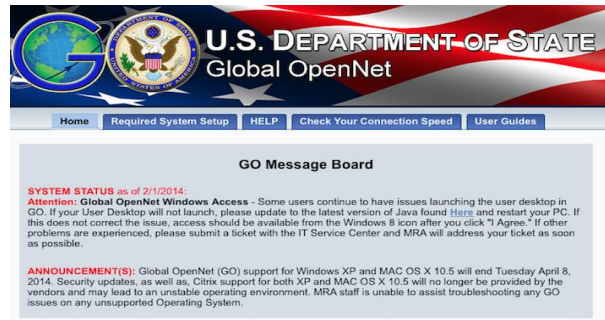 U.S. DEPARTMENT OF STATE
Global OpenNet
Home Required System Setup HELP Check Your Connection Speed User Guides
GO Message Board
SYSTEM STATUS as of 2/1/2014:
Attention: Global OpenNet Windows Access - Some users continue to have issues launching the user desktop in
GO. If your User Desktop will not launch, please update to the latest version of Java found Here and restart your PC. If
this does not correct the issue, access should be available from the Windows 8 icon after you click "I Agree." If other
problems are experienced, please submit a ticket with the IT Service Center and MRA will address your ticket as soon
as possible.
ANNOUNCEMENT(S): Global OpenNet (GO) support for Windows XP and MAC OS X 10.5 will end Tuesday April 8,
2014. Security updates, as well as, Citrix support for both XP and MAC OS X 10.5 will no longer be provided by the
vendors and may lead to an unstable operating environment. MRA staff is unable to assist troubleshooting any GO
issues on any unsupported Operating System.